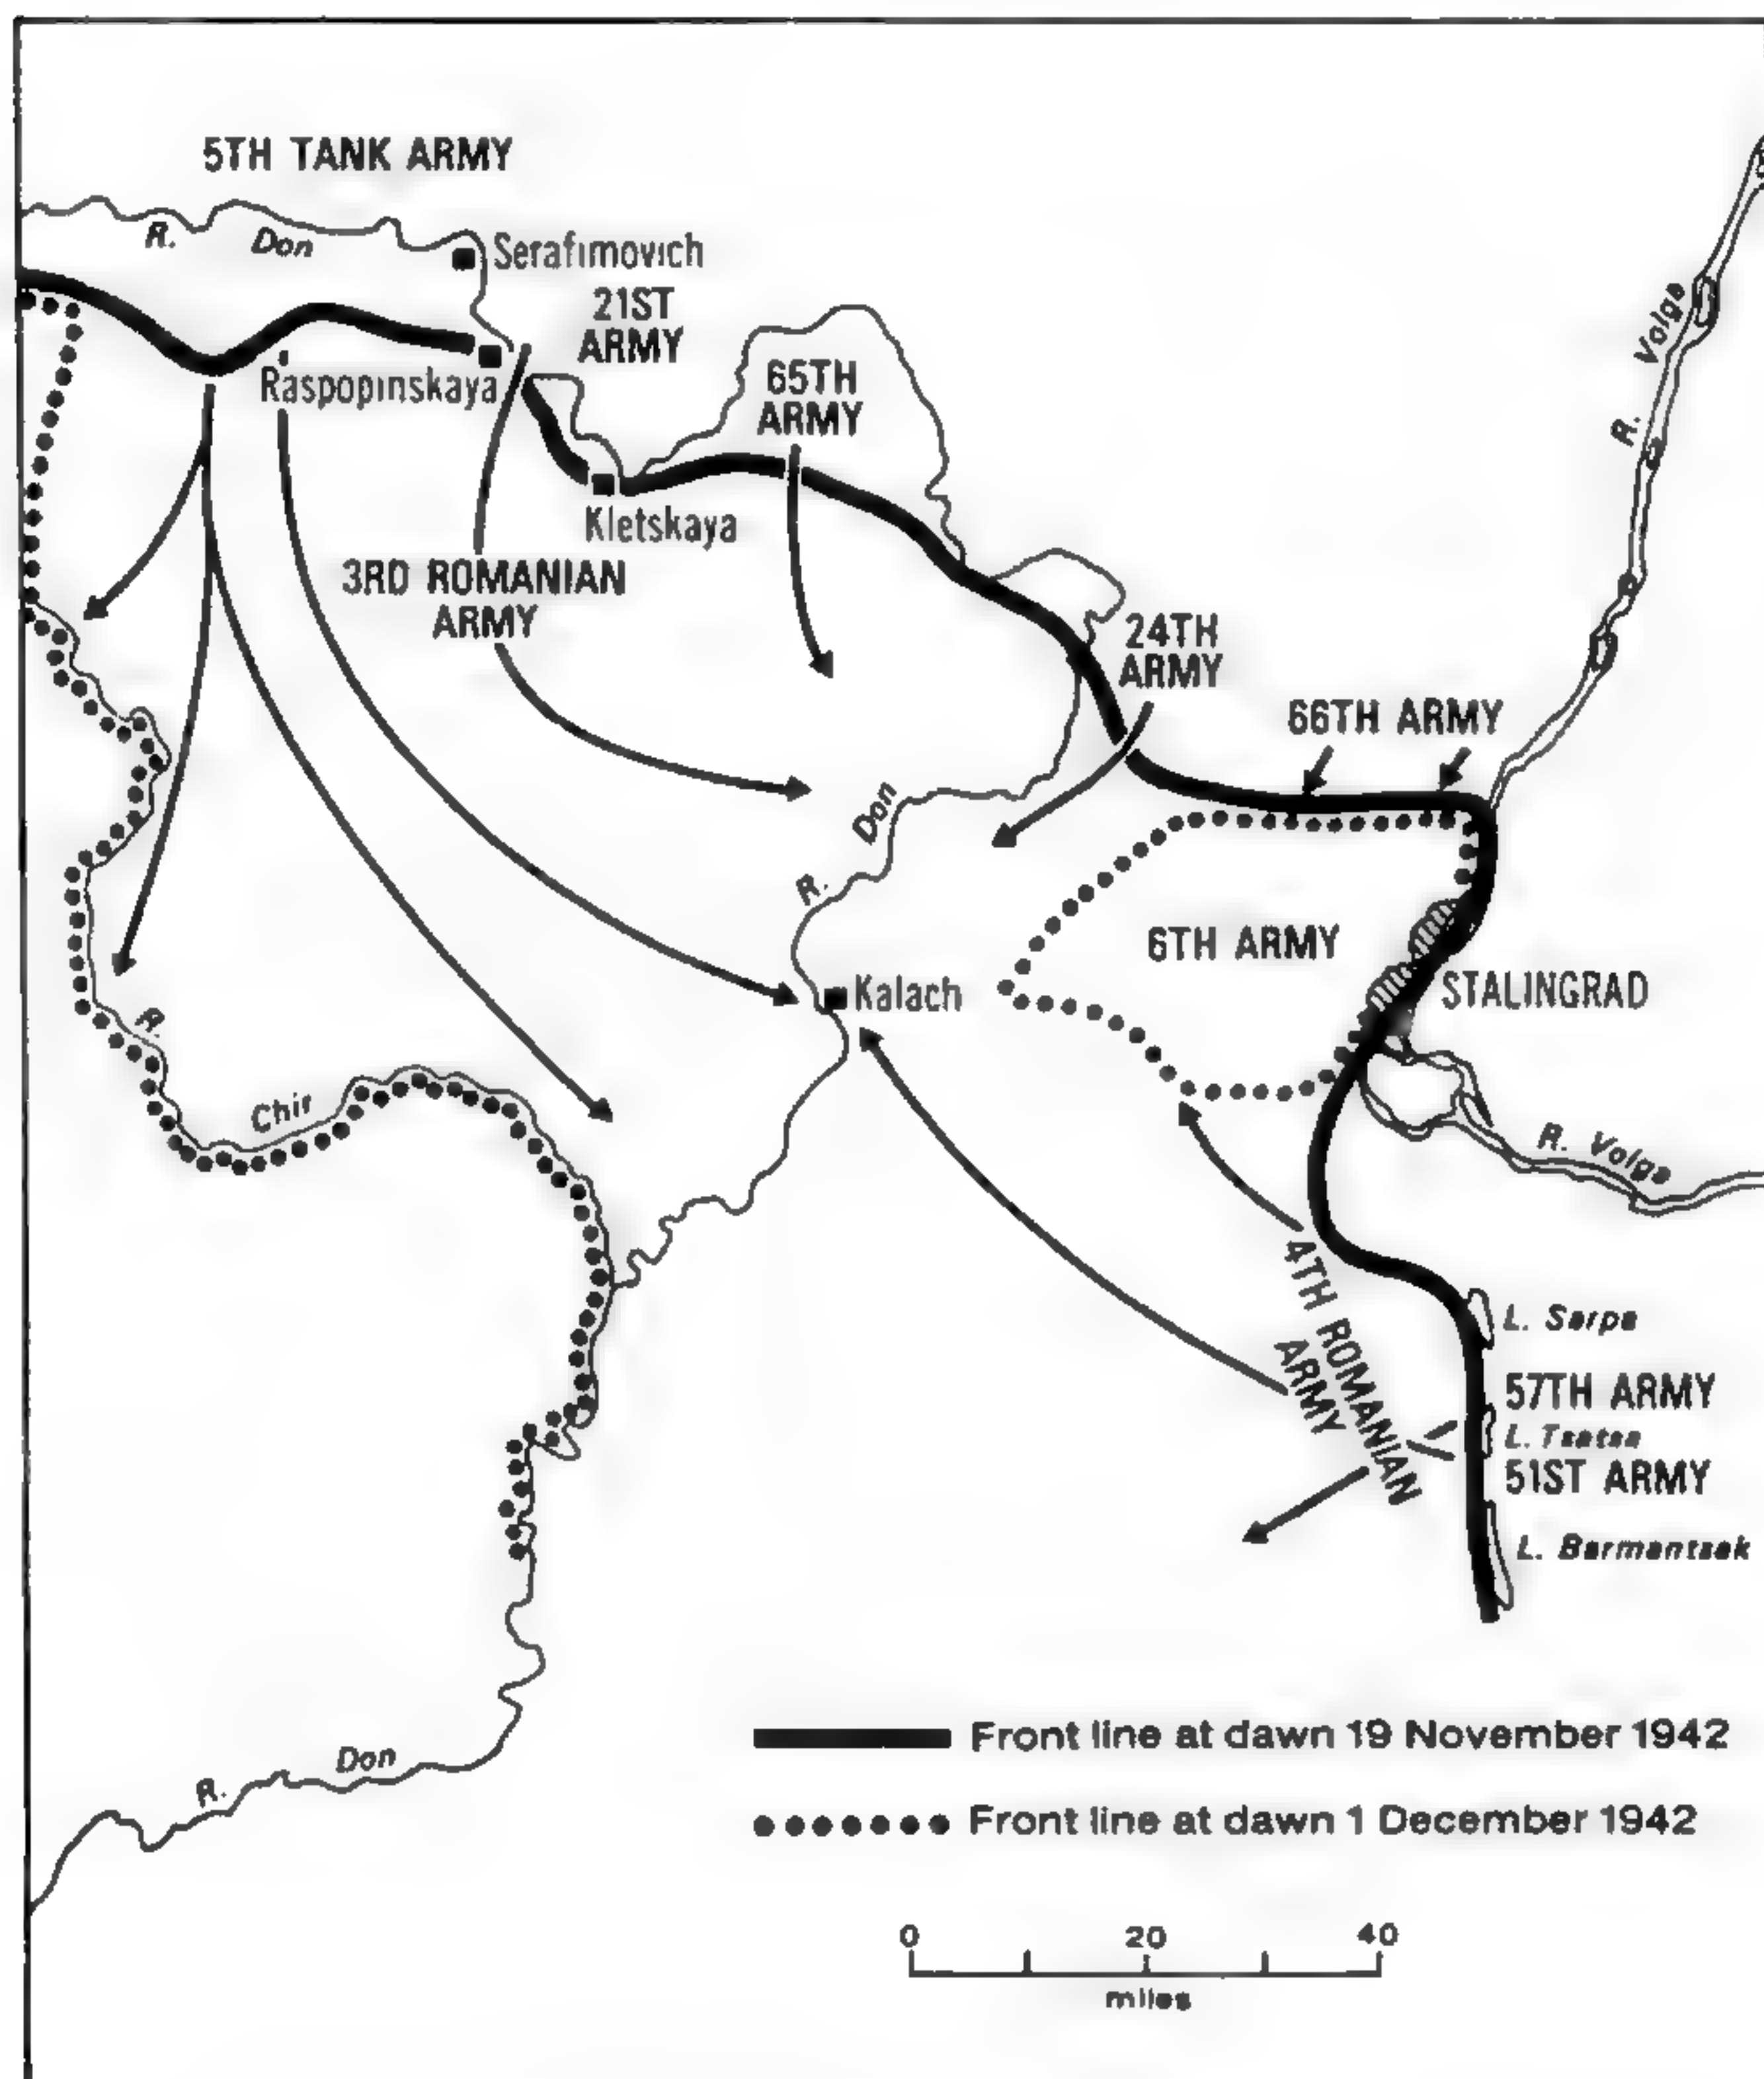 5TH TANK ARMY
R. Don
Serafimovich
21ST
ARMY
Raspopinskaya
65TH
ARMY
R. Volga
Kletskaya
3RD ROMANIAN
ARMY
24TH
ARMY
66TH ARMY
R. Don
6TH ARMY
Kalach
STALINGRAD
R. Chir
R. Volga
4TH ROMANIAN
ARMY
L. Sarpa
57TH ARMY
L. Tsatsa
51ST ARMY
L. Barmantsak
Front line at dawn 19 November 1942
R. Don
Front line at dawn 1 December 1942
0 20 40
miles